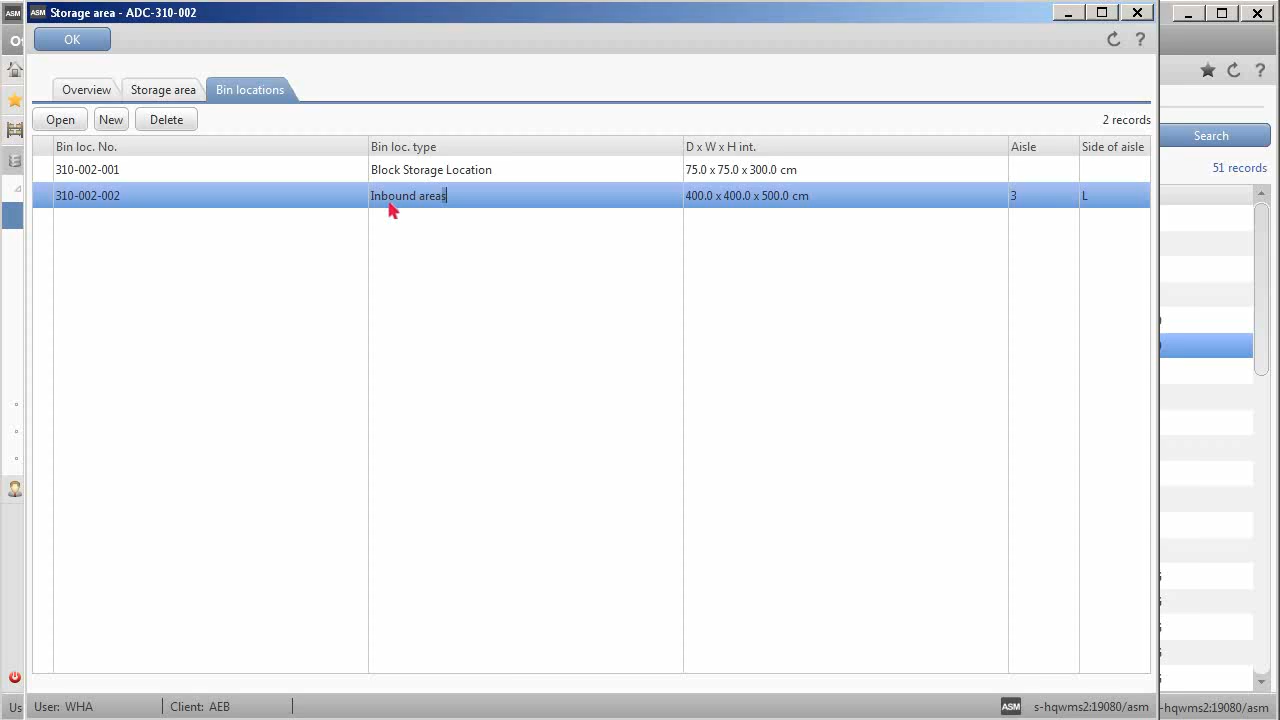 ASM
ASM Storage area - ADC-310-002
OK
Overview
Storage area
Bin locations
Open
New
Delete
2 records
Search
51 records
Bin loc. No.
Bin loc. type
D x W x H int.
Aisle
Side of aisle
310-002-001
Block Storage Location
75.0 x 75.0 x 300.0 cm
310-002-002
Inbound areas
400.0 x 400.0 x 500.0 cm
3
L
Us
User: WHA
Client: AEB
ASM
s-hqwms2:19080/asm
-hqwms2:19080/asm